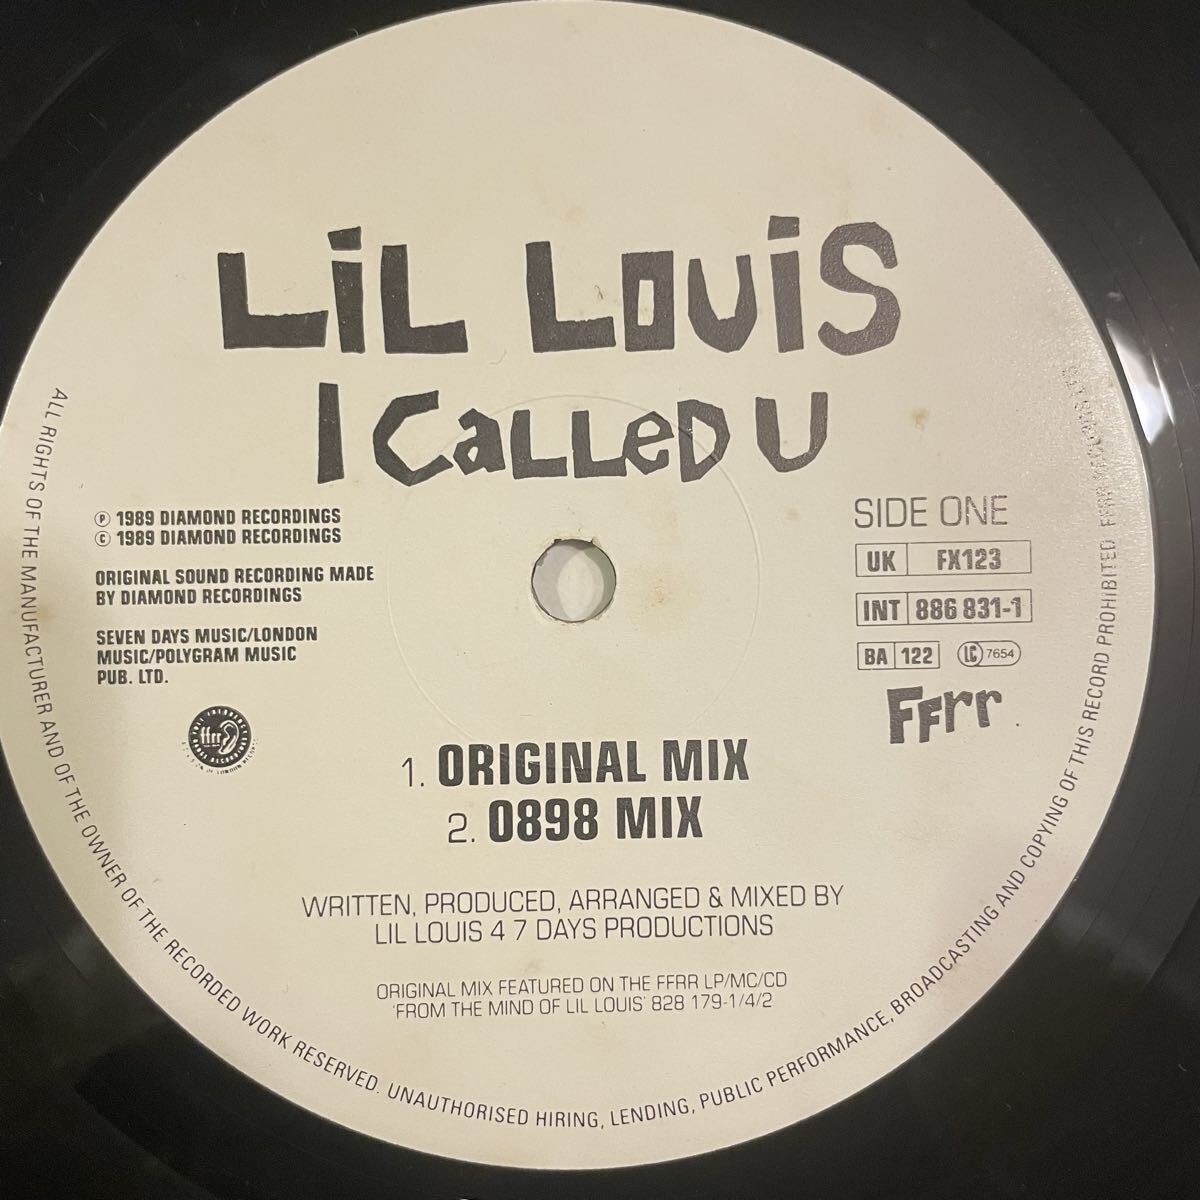 LiL LOUiS
I CaLLeD U
℗ 1989 DIAMOND RECORDINGS
© 1989 DIAMOND RECORDINGS
ORIGINAL SOUND RECORDING MADE
BY DIAMOND RECORDINGS
SEVEN DAYS MUSIC/LONDON
MUSIC/POLYGRAM MUSIC
PUB. LTD.
ffrr
SIDE ONE
UK FX123
INT 886 831-1
BA 122 LC 7654
FFrr
1. ORIGINAL MIX
2. 0898 MIX
WRITTEN, PRODUCED, ARRANGED & MIXED BY
LIL LOUIS 4 7 DAYS PRODUCTIONS
ORIGINAL MIX FEATURED ON THE FFRR LP/MC/CD
'FROM THE MIND OF LIL LOUIS' 828 179-1/4/2
ALL RIGHTS OF THE MANUFACTURER AND OF THE OWNER OF THE RECORDED WORK RESERVED. UNAUTHORISED HIRING, LENDING, PUBLIC PERFORMANCE, BROADCASTING AND COPYING OF THIS RECORD PROHIBITED FFRR